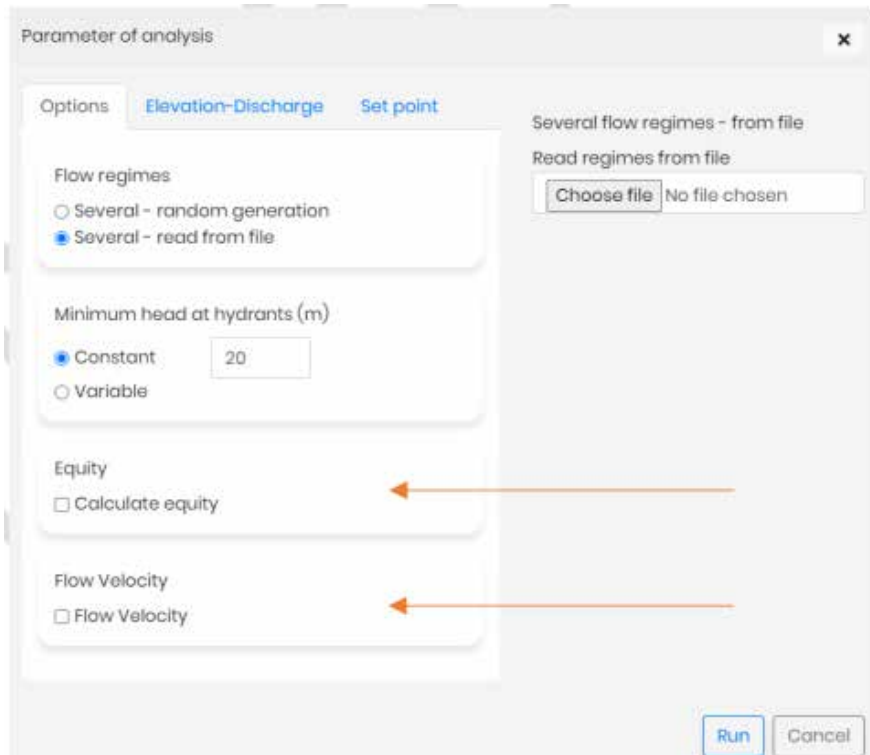 Parameter of analysis
×
Options Elevation-Discharge Set point
Flow regimes
Several - random generation
Several - read from file
Minimum head at hydrants (m)
Constant 20
Variable
Equity
Calculate equity
Flow Velocity
Flow Velocity
Several flow regimes - from file
Read regimes from file
Choose file No file chosen
Run Cancel